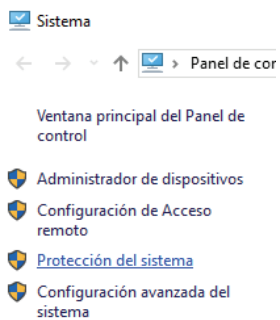 Sistema
Panel de cor
Ventana principal del Panel de
control
Administrador de dispositivos
Configuración de Acceso
remoto
Protección del sistema
Configuración avanzada del
sistema